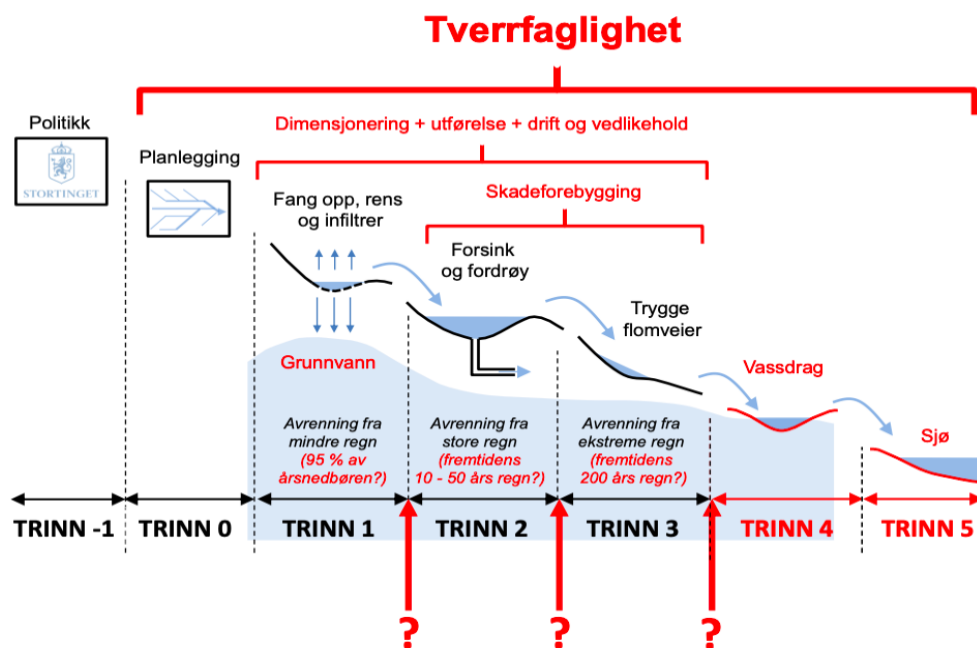 Tverrfaglighet
Politikk
STORTINGET
Planlegging
Dimensjonering + utførelse + drift og vedlikehold
Skadeforebygging
Fang opp, rens
og infiltrer
Forsink
og fordrøy
Trygge
flomveier
Grunnvann
Vassdrag
Sjø
Avrenning fra
mindre regn
(95 % av
årsnedbøren?)
Avrenning fra
store regn
(fremtidens
10 - 50 års regn?)
Avrenning fra
ekstreme regn
(fremtidens
200 års regn?)
TRINN -1
TRINN 0
TRINN 1
TRINN 2
TRINN 3
TRINN 4
TRINN 5
?
?
?